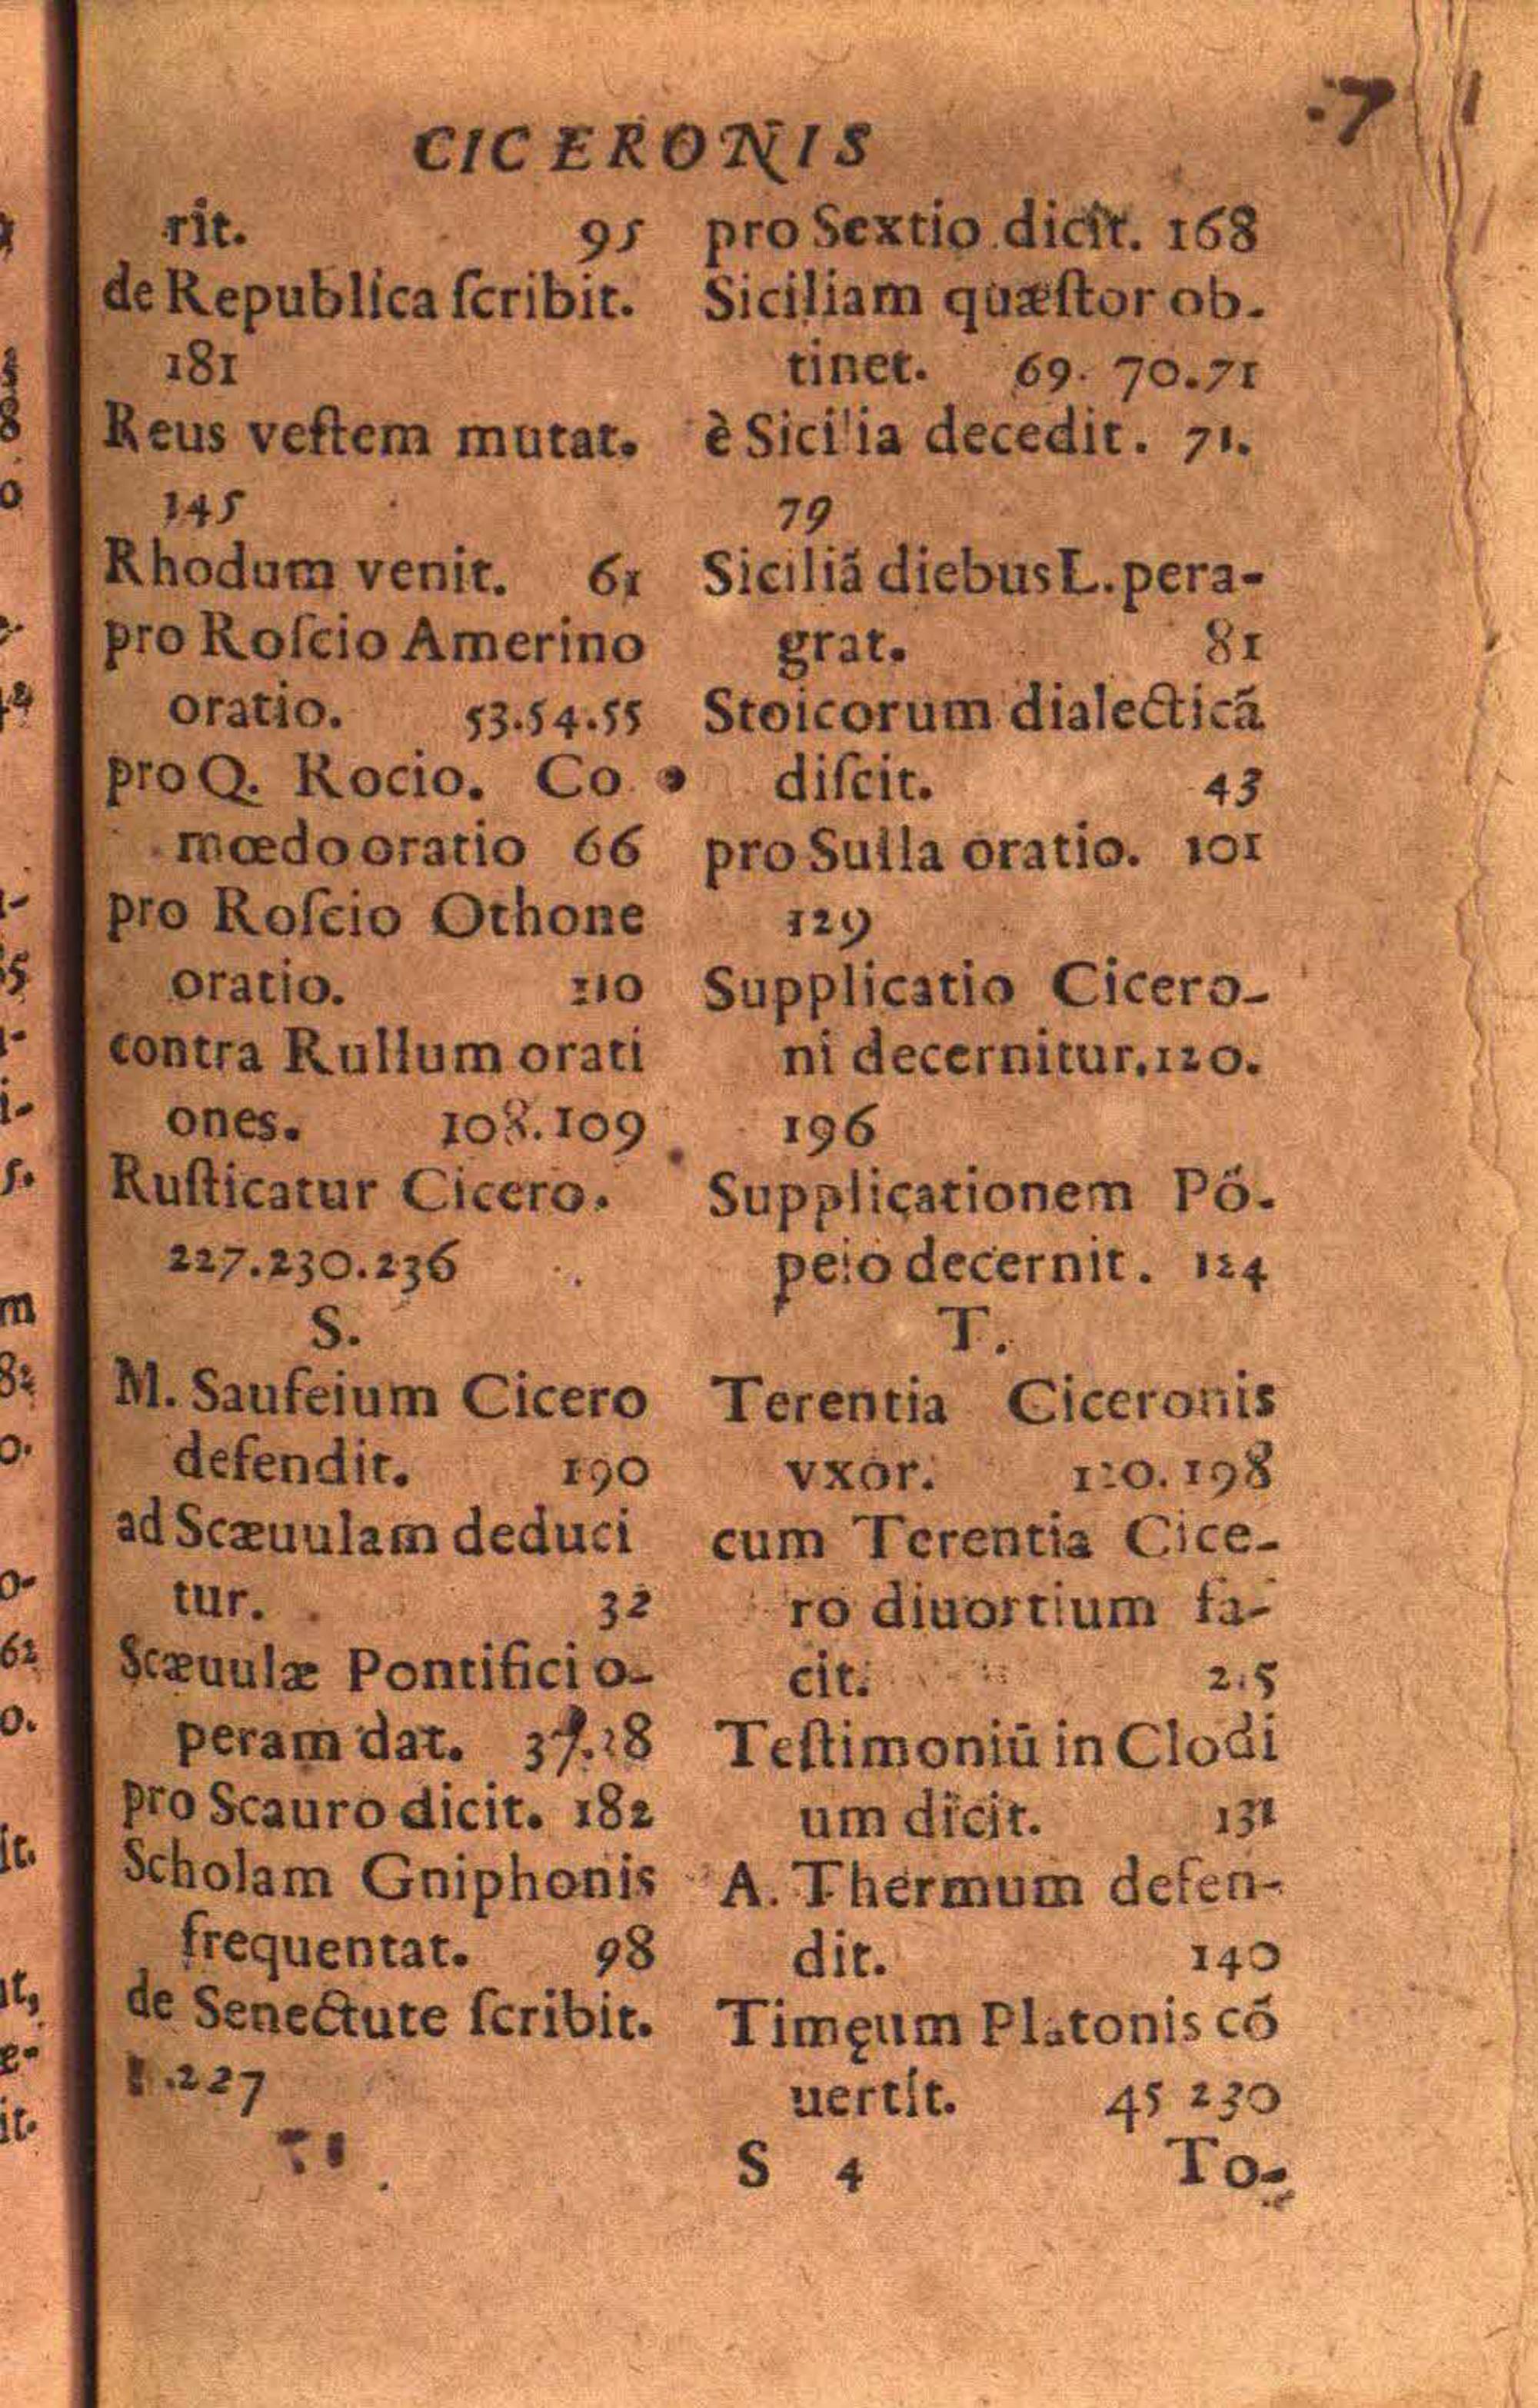 CICERONIS
rit. 95
de Republica ſcribit.
181
Reus veſtem mutat.
145
Rhodum venit. 61
pro Roſcio Amerino
oratio. 53.54.55
pro Q. Rocio. Co
mœdo oratio 66
pro Roſcio Othone
oratio. 110
contra Rullum orati
ones. 108.109
Ruſticatur Cicero.
227.230.236
S.
M. Saufeium Cicero
defendit. 190
ad Scæuulam deduci
tur. 32
Scæuulæ Pontifici o-
peram dat.
pro Scauro dicit. 182
Scholam Gniphonis
frequentat. 98
de Senectute ſcribit.
.227
pro Sextio dicit. 168
Siciliam quæſtor ob-
tinet. 69. 70.71
è Sicilia decedit. 71.
79
Siciliã diebus L. pera-
grat. 81
Stoicorum dialecticã
diſcit. 43
pro Sulla oratio. 101
129
Supplicatio Cicero-
ni decernitur. 120.
196
Supplicationem Põ-
peio decernit. 124
T.
Terentia Ciceronis
vxor. 198
cum Terentia Cice-
ro diuortium fa-
cit.
Teſtimoniū in Clodi
um dicit. 131
A. Thermum defen-
dit. 140
Timęum Platonis cõ
uertit. 45 230
S 4 To-